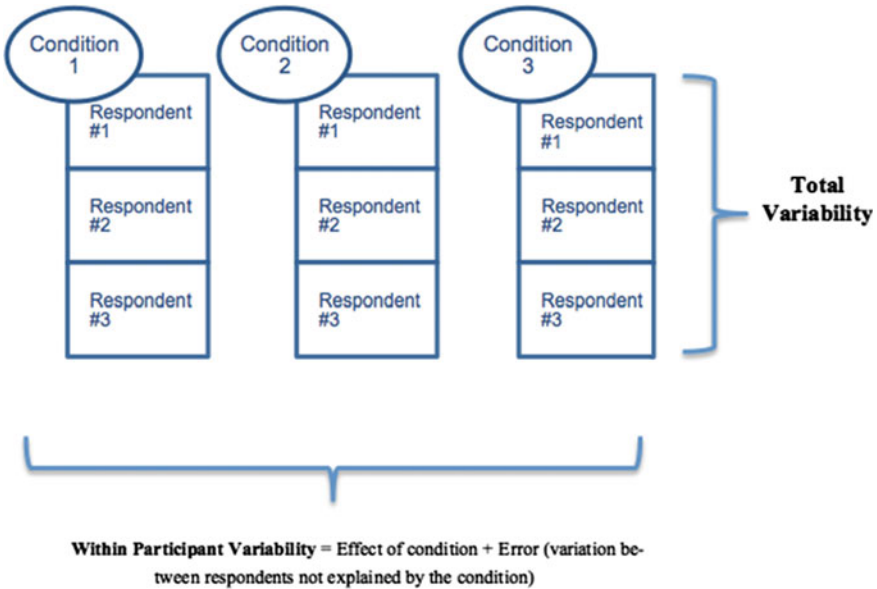 Condition
1
Condition
2
Condition
3
Respondent
#1
Respondent
#1
Respondent
#1
Respondent
#2
Respondent
#2
Respondent
#2
Respondent
#3
Respondent
#3
Respondent
#3
Total
Variability
Within Participant Variability = Effect of condition + Error (variation be-
tween respondents not explained by the condition)